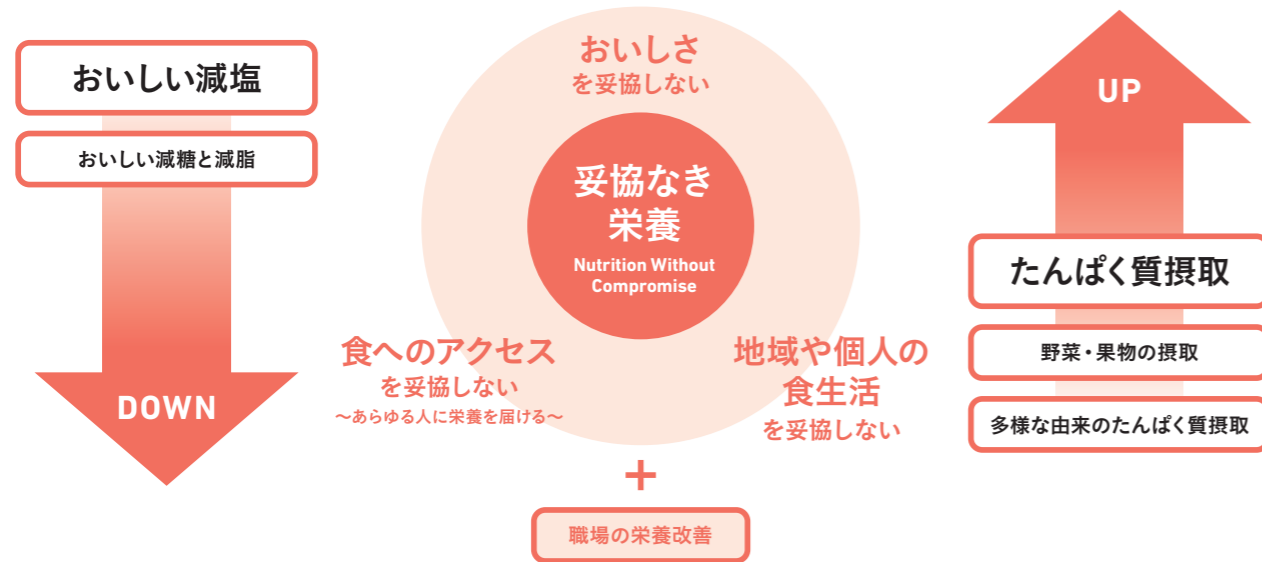 おいしい減塩
おいしい減糖と減脂
DOWN
おいしさ
を妥協しない
妥協なき
栄養
Nutrition Without
Compromise
食へのアクセス
を妥協しない
〜あらゆる人に栄養を届ける〜
地域や個人の
食生活
を妥協しない
+
職場の栄養改善
UP
たんぱく質摂取
野菜・果物の摂取
多様な由来のたんぱく質摂取